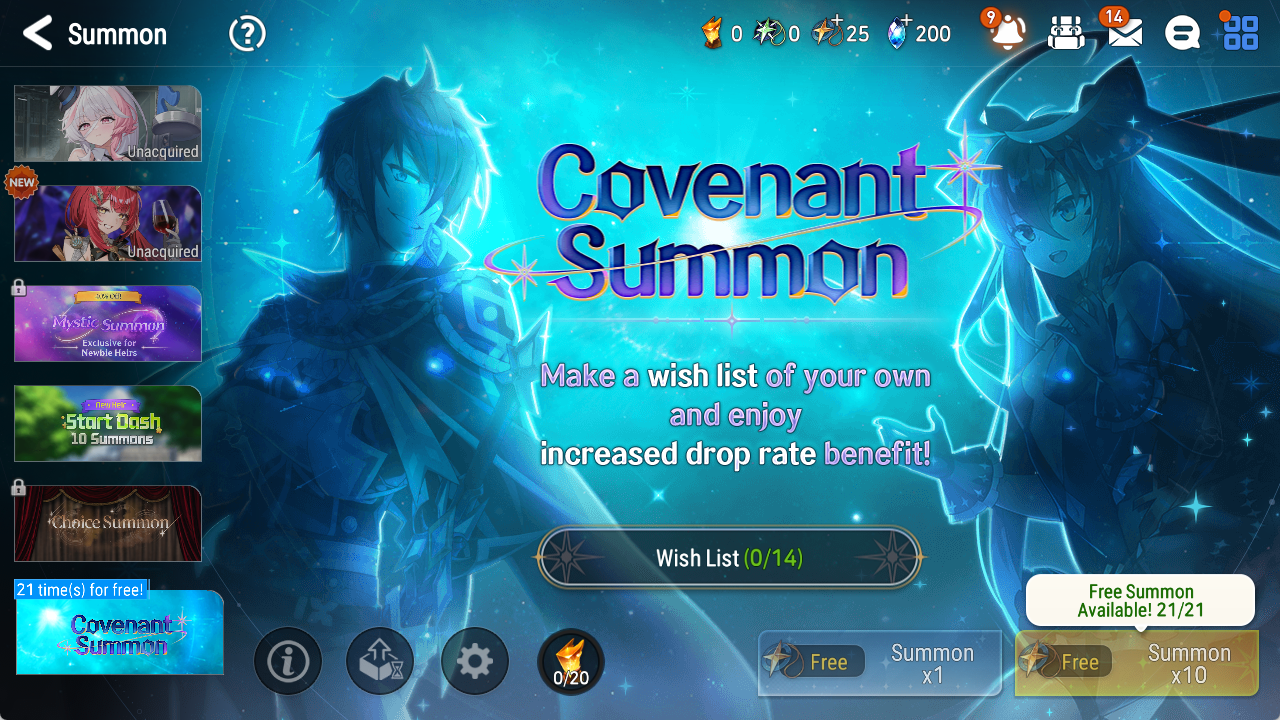 Summon
?
0
0
25
200
9
14
Unacquired
NEW
Unacquired
Mystic Summon
Exclusive for
Newbie Heirs
New Heir
Start Dash
10 Summons
Choice Summon
21 time(s) for free!
Covenant
Summon
Covenant
Summon
Make a wish list of your own
and enjoy
increased drop rate benefit!
Wish List (0/14)
0/20
Free Summon
Available! 21/21
Free
Summon
x1
Free
Summon
x10